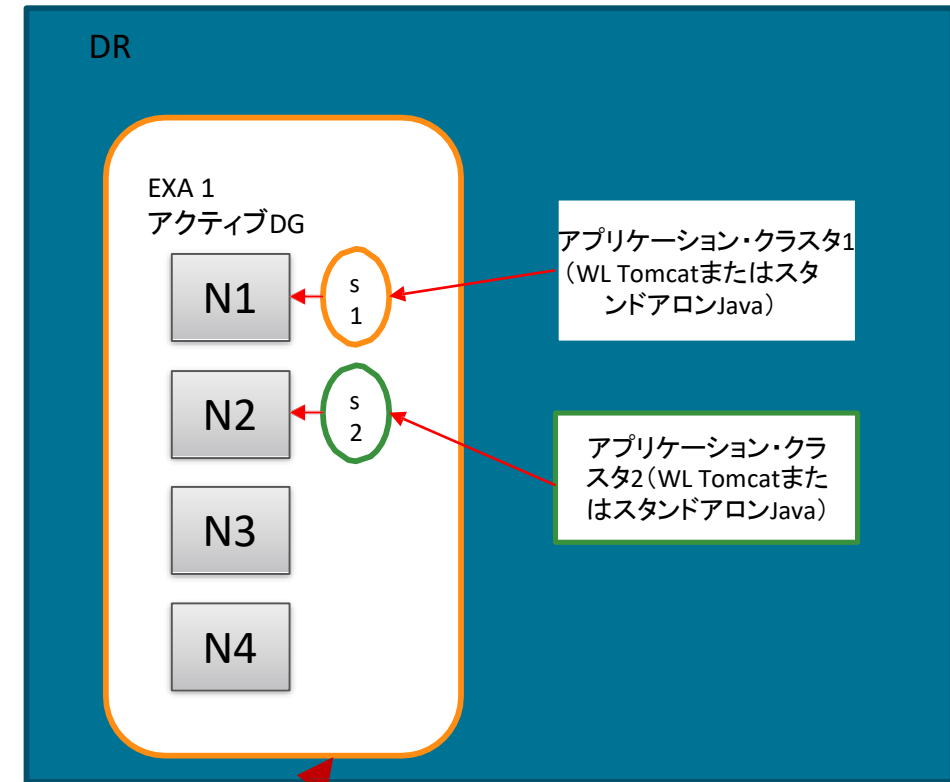 DR
EXA 1
アクティブDG
N1
s
1
アプリケーション・クラスタ1
（WL Tomcatまたはスタ
ンドアロンJava）
N2
s
2
アプリケーション・クラ
スタ2（WL Tomcatまた
はスタンドアロンJava）
N3
N4